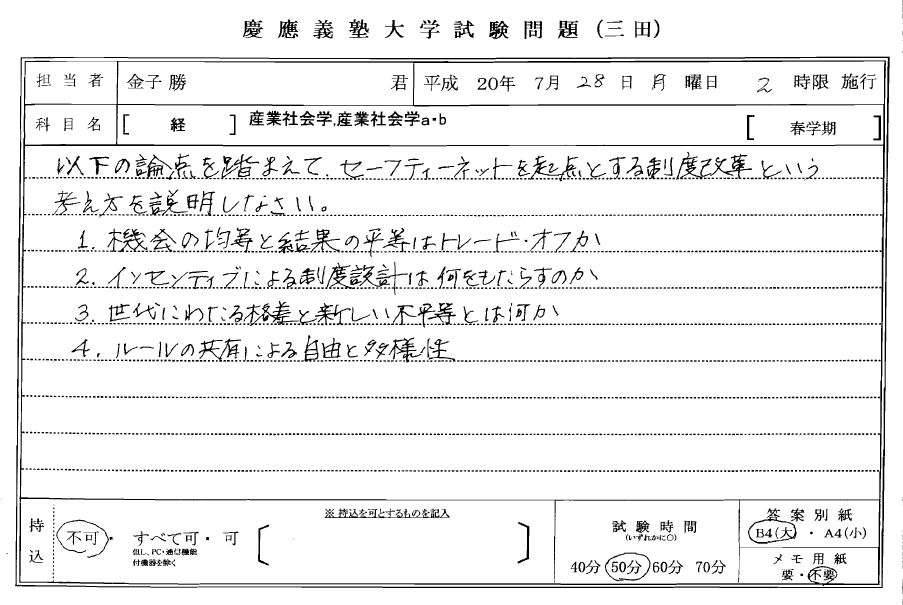 慶應義塾大学試験問題(三田)
担当者 金子 勝 君 平成 20年 7月 28日 月曜日 2時限 施行
科目名 [ 経 ] 産業社会学,産業社会学a・b [ 春学期 ]
以下の論点を踏まえて、セーフティーネットを起点とする制度改革という
考え方を説明しなさい。
1. 機会の均等と結果の平等はトレード・オフか
2. インセンティブによる制度設計は何をもたらすのか
3. 世代にわたる格差と新しい不平等とは何か
4. ルールの共有による自由と多様性
持込 不可・すべて可・可 [ ]
但し、PC・通信機能
付機器を除く
※ 持込を可とするものを記入
試験時間
(いずれかに○)
40分 50分 60分 70分
答案別紙
B4(大)・A4(小)
メモ用紙
要・不要